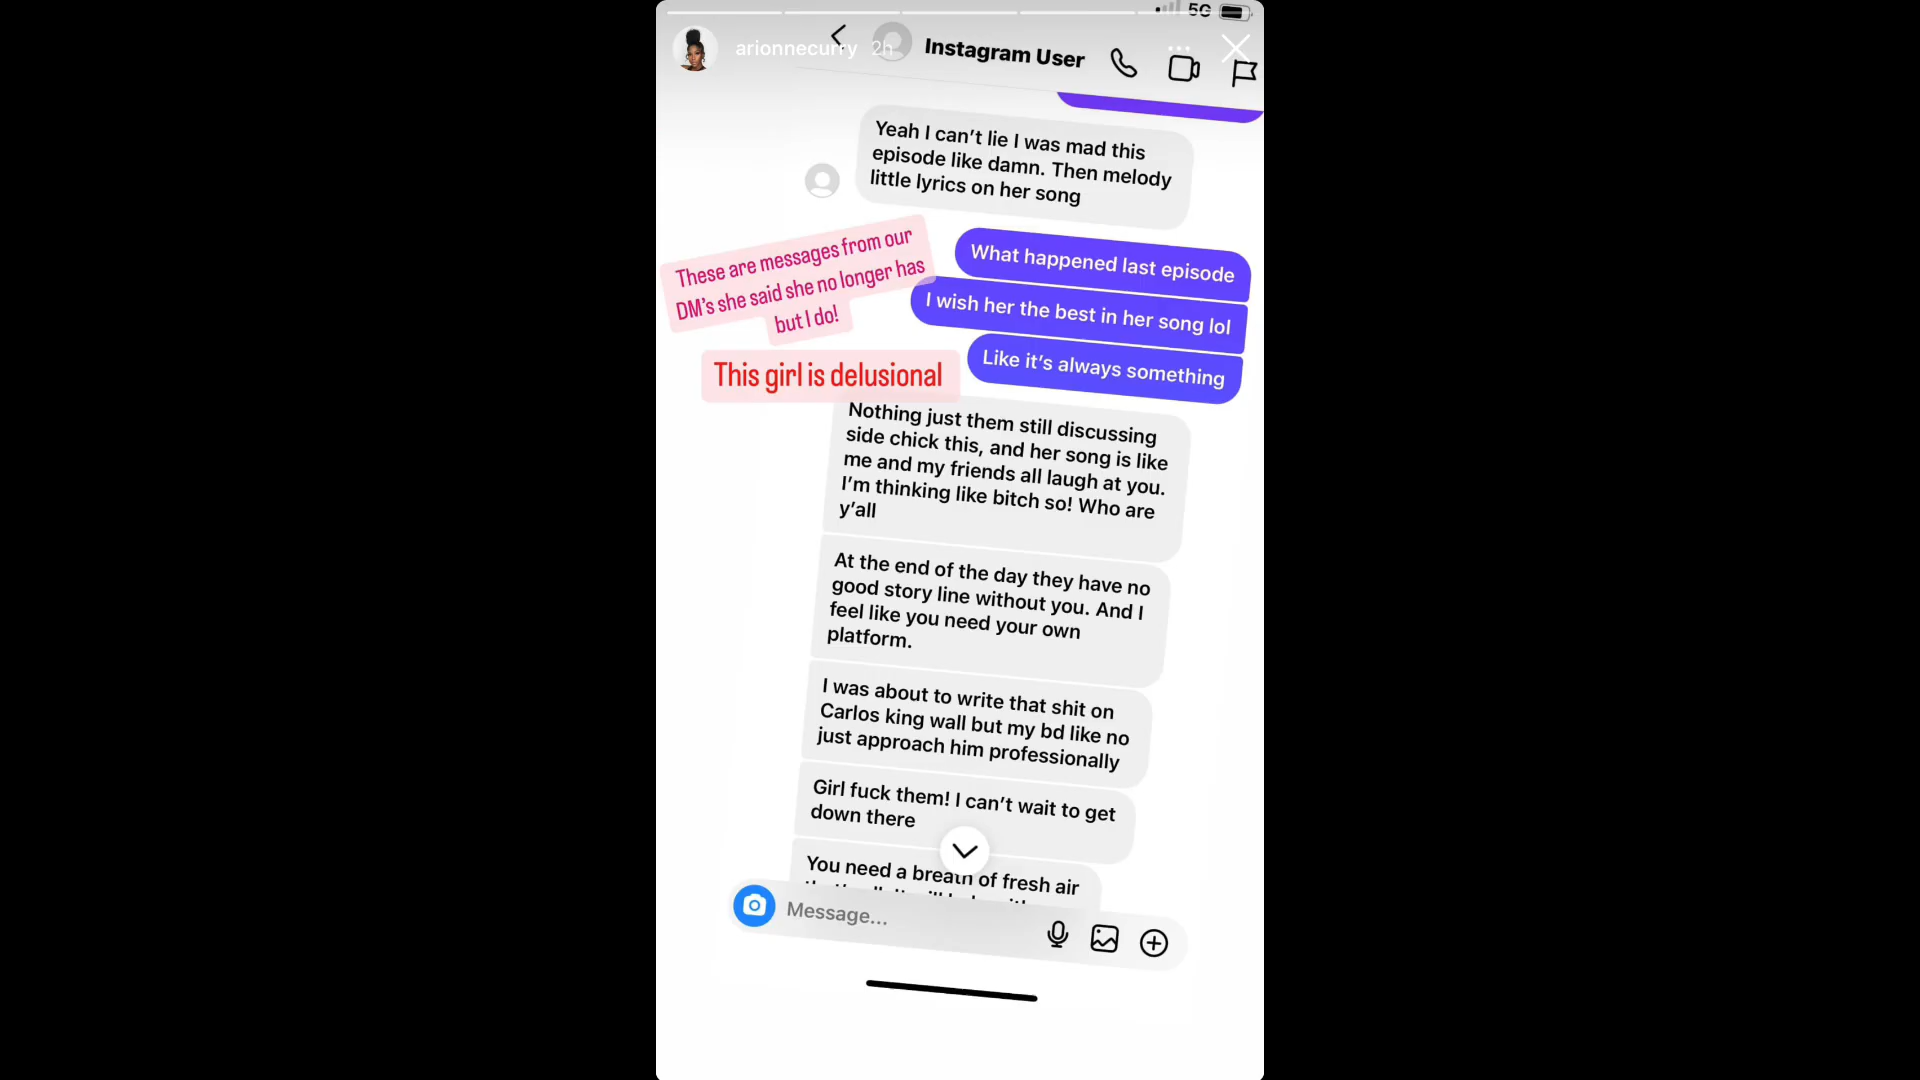 5G
arionnecurry 2h
Instagram User
Yeah I can't lie I was mad this
episode like damn. Then melody
little lyrics on her song
These are messages from our
DM's she said she no longer has
but I do!
What happened last episode
I wish her the best in her song lol
Like it's always something
This girl is delusional
Nothing just them still discussing
side chick this, and her song is like
me and my friends all laugh at you.
I'm thinking like bitch so! Who are
y'all
At the end of the day they have no
good story line without you. And I
feel like you need your own
platform.
I was about to write that shit on
Carlos king wall but my bd like no
just approach him professionally
Girl fuck them! I can't wait to get
down there
You need a breath of fresh air
Message...